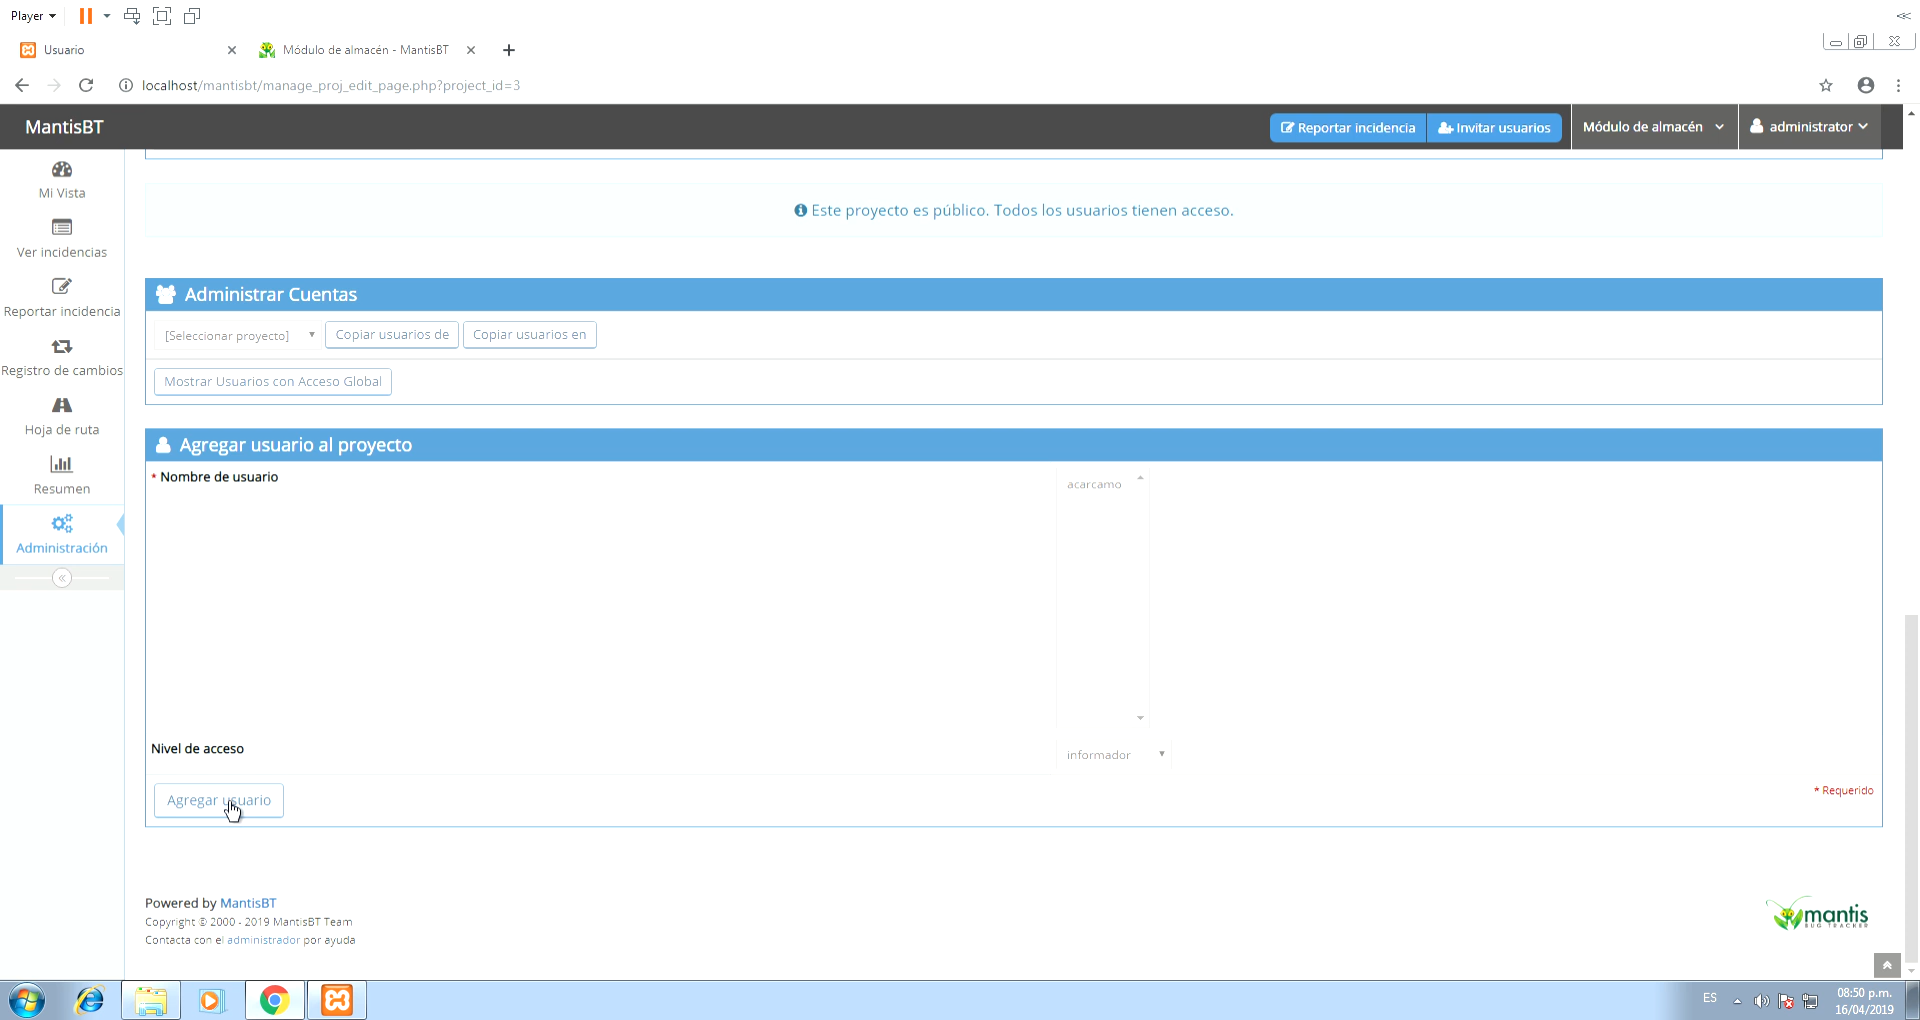 Player
Usuario
Módulo de almacén - MantisBT
localhost/mantisbt/manage_proj_edit_page.php?project_id=3
MantisBT
Reportar incidencia
Invitar usuarios
Módulo de almacén
administrator
Mi Vista
Ver incidencias
Reportar incidencia
Registro de cambios
Hoja de ruta
Resumen
Administración
Este proyecto es público. Todos los usuarios tienen acceso.
Administrar Cuentas
[Seleccionar proyecto]
Copiar usuarios de
Copiar usuarios en
Mostrar Usuarios con Acceso Global
Agregar usuario al proyecto
* Nombre de usuario
acarcamo
Nivel de acceso
informador
Agregar usuario
* Requerido
Powered by MantisBT
Copyright © 2000 - 2019 MantisBT Team
Contacta con el administrador por ayuda
mantis
BUG TRACKER
ES
08:50 p.m.
16/04/2019